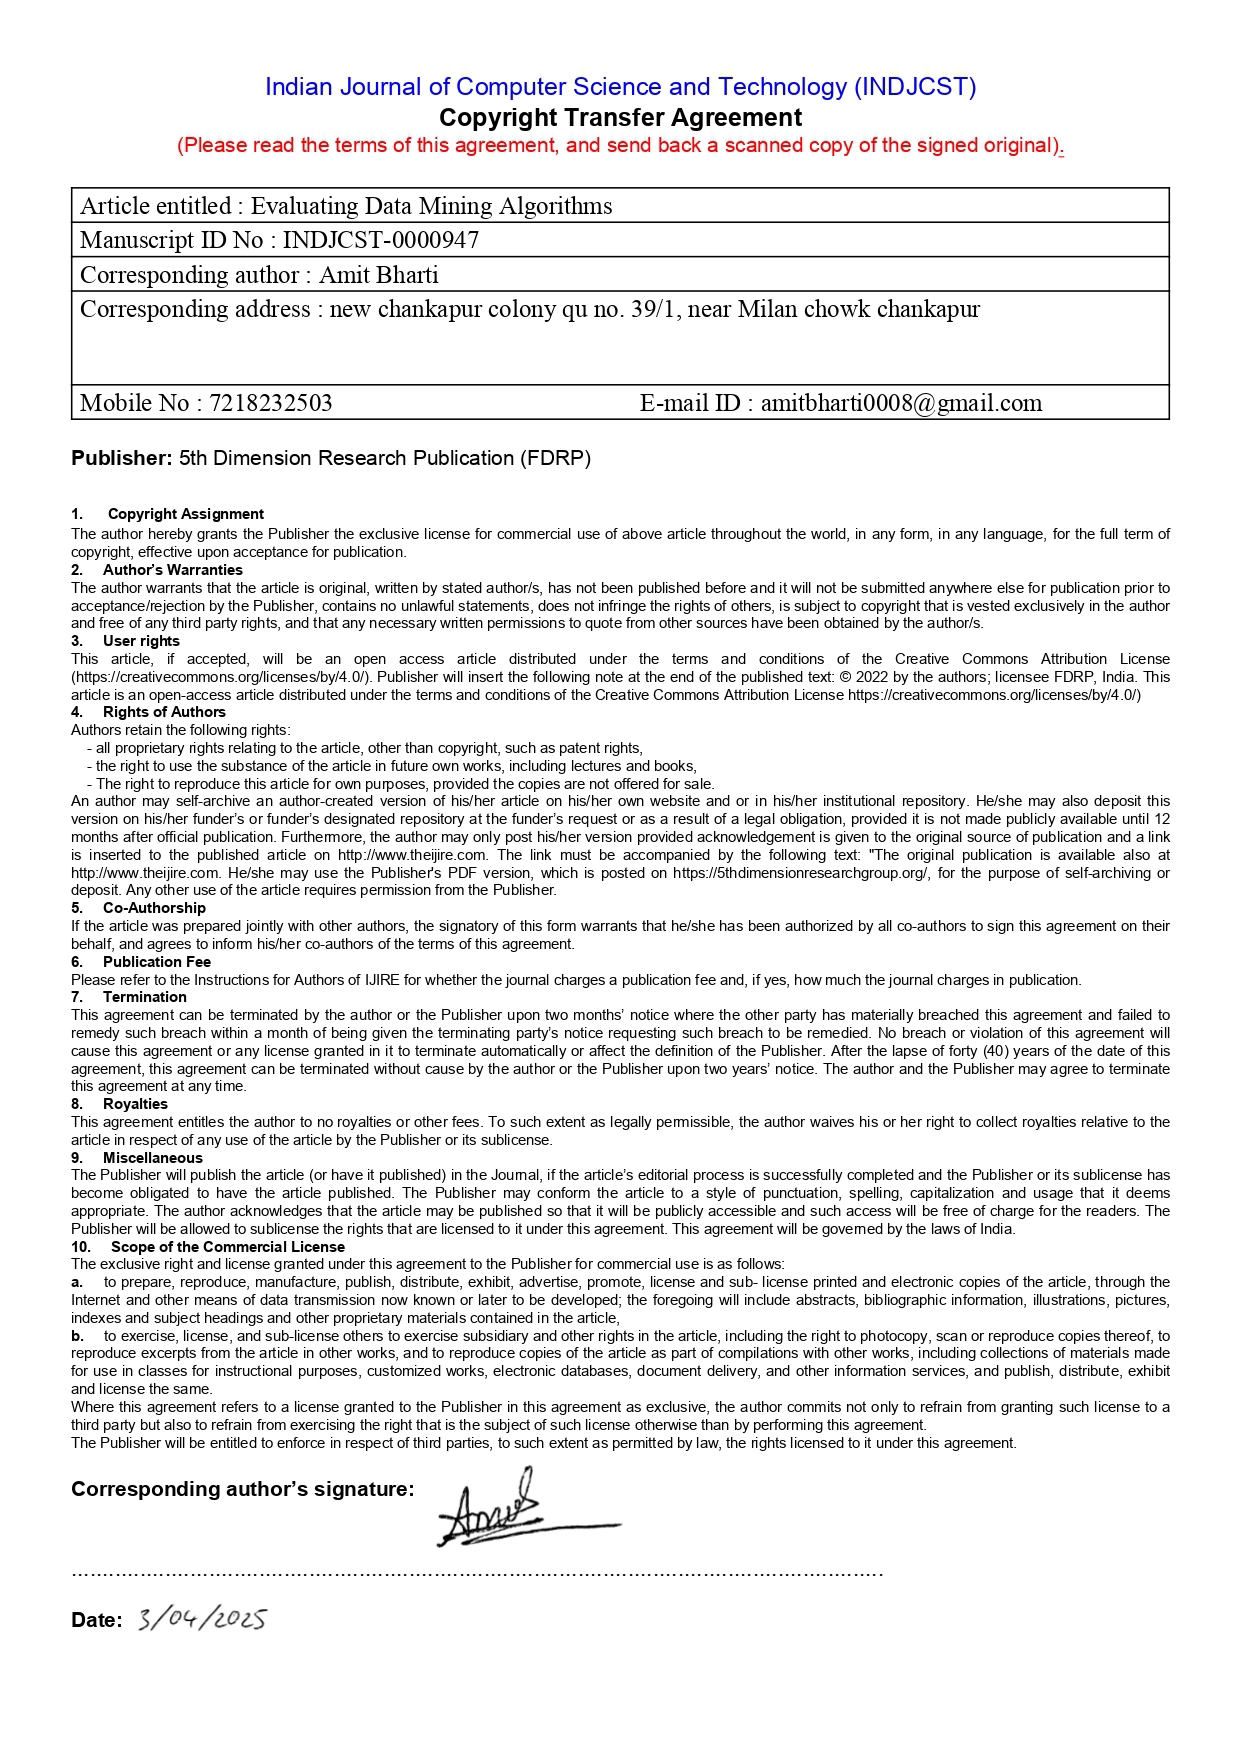 Indian Journal of Computer Science and Technology (INDJCST)
Copyright Transfer Agreement
(Please read the terms of this agreement, and send back a scanned copy of the signed original).
Article entitled : Evaluating Data Mining Algorithms
Manuscript ID No : INDJCST-0000947
Corresponding author : Amit Bharti
Corresponding address : new chankapur colony qu no. 39/1, near Milan chowk chankapur
Mobile No : 7218232503 E-mail ID : amitbharti0008@gmail.com
Publisher: 5th Dimension Research Publication (FDRP)
1. Copyright Assignment
The author hereby grants the Publisher the exclusive license for commercial use of above article throughout the world, in any form, in any language, for the full term of
copyright, effective upon acceptance for publication.
2. Author's Warranties
The author warrants that the article is original, written by stated author/s, has not been published before and it will not be submitted anywhere else for publication prior to
acceptance/rejection by the Publisher, contains no unlawful statements, does not infringe the rights of others, is subject to copyright that is vested exclusively in the author
and free of any third party rights, and that any necessary written permissions to quote from other sources have been obtained by the author/s.
3. User rights
This article, if accepted, will be an open access article distributed under the terms and conditions of the Creative Commons Attribution License
(https://creativecommons.org/licenses/by/4.0/). Publisher will insert the following note at the end of the published text: © 2022 by the authors; licensee FDRP, India. This
article is an open-access article distributed under the terms and conditions of the Creative Commons Attribution License https://creativecommons.org/licenses/by/4.0/)
4. Rights of Authors
Authors retain the following rights:
- all proprietary rights relating to the article, other than copyright, such as patent rights,
- the right to use the substance of the article in future own works, including lectures and books,
- The right to reproduce this article for own purposes, provided the copies are not offered for sale.
An author may self-archive an author-created version of his/her article on his/her own website and or in his/her institutional repository. He/she may also deposit this
version on his/her funder's or funder's designated repository at the funder's request or as a result of a legal obligation, provided it is not made publicly available until 12
months after official publication. Furthermore, the author may only post his/her version provided acknowledgement is given to the original source of publication and a link
is inserted to the published article on http://www.theijire.com. The link must be accompanied by the following text: "The original publication is available also at
http://www.theijire.com. He/she may use the Publisher's PDF version, which is posted on https://5thdimensionresearchgroup.org/, for the purpose of self-archiving or
deposit. Any other use of the article requires permission from the Publisher.
5. Co-Authorship
If the article was prepared jointly with other authors, the signatory of this form warrants that he/she has been authorized by all co-authors to sign this agreement on their
behalf, and agrees to inform his/her co-authors of the terms of this agreement.
6. Publication Fee
Please refer to the Instructions for Authors of IJIRE for whether the journal charges a publication fee and, if yes, how much the journal charges in publication.
7. Termination
This agreement can be terminated by the author or the Publisher upon two months' notice where the other party has materially breached this agreement and failed to
remedy such breach within a month of being given the terminating party's notice requesting such breach to be remedied. No breach or violation of this agreement will
cause this agreement or any license granted in it to terminate automatically or affect the definition of the Publisher. After the lapse of forty (40) years of the date of this
agreement, this agreement can be terminated without cause by the author or the Publisher upon two years' notice. The author and the Publisher may agree to terminate
this agreement at any time.
8. Royalties
This agreement entitles the author to no royalties or other fees. To such extent as legally permissible, the author waives his or her right to collect royalties relative to the
article in respect of any use of the article by the Publisher or its sublicense.
9. Miscellaneous
The Publisher will publish the article (or have it published) in the Journal, if the article's editorial process is successfully completed and the Publisher or its sublicense has
become obligated to have the article published. The Publisher may conform the article to a style of punctuation, spelling, capitalization and usage that it deems
appropriate. The author acknowledges that the article may be published so that it will be publicly accessible and such access will be free of charge for the readers. The
Publisher will be allowed to sublicense the rights that are licensed to it under this agreement. This agreement will be governed by the laws of India.
10. Scope of the Commercial License
The exclusive right and license granted under this agreement to the Publisher for commercial use is as follows:
a. to prepare, reproduce, manufacture, publish, distribute, exhibit, advertise, promote, license and sub- license printed and electronic copies of the article, through the
Internet and other means of data transmission now known or later to be developed; the foregoing will include abstracts, bibliographic information, illustrations, pictures,
indexes and subject headings and other proprietary materials contained in the article,
b. to exercise, license, and sub-license others to exercise subsidiary and other rights in the article, including the right to photocopy, scan or reproduce copies thereof, to
reproduce excerpts from the article in other works, and to reproduce copies of the article as part of compilations with other works, including collections of materials made
for use in classes for instructional purposes, customized works, electronic databases, document delivery, and other information services, and publish, distribute, exhibit
and license the same.
Where this agreement refers to a license granted to the Publisher in this agreement as exclusive, the author commits not only to refrain from granting such license to a
third party but also to refrain from exercising the right that is the subject of such license otherwise than by performing this agreement.
The Publisher will be entitled to enforce in respect of third parties, to such extent as permitted by law, the rights licensed to it under this agreement.
Corresponding author's signature:
Date: 3/04/2025